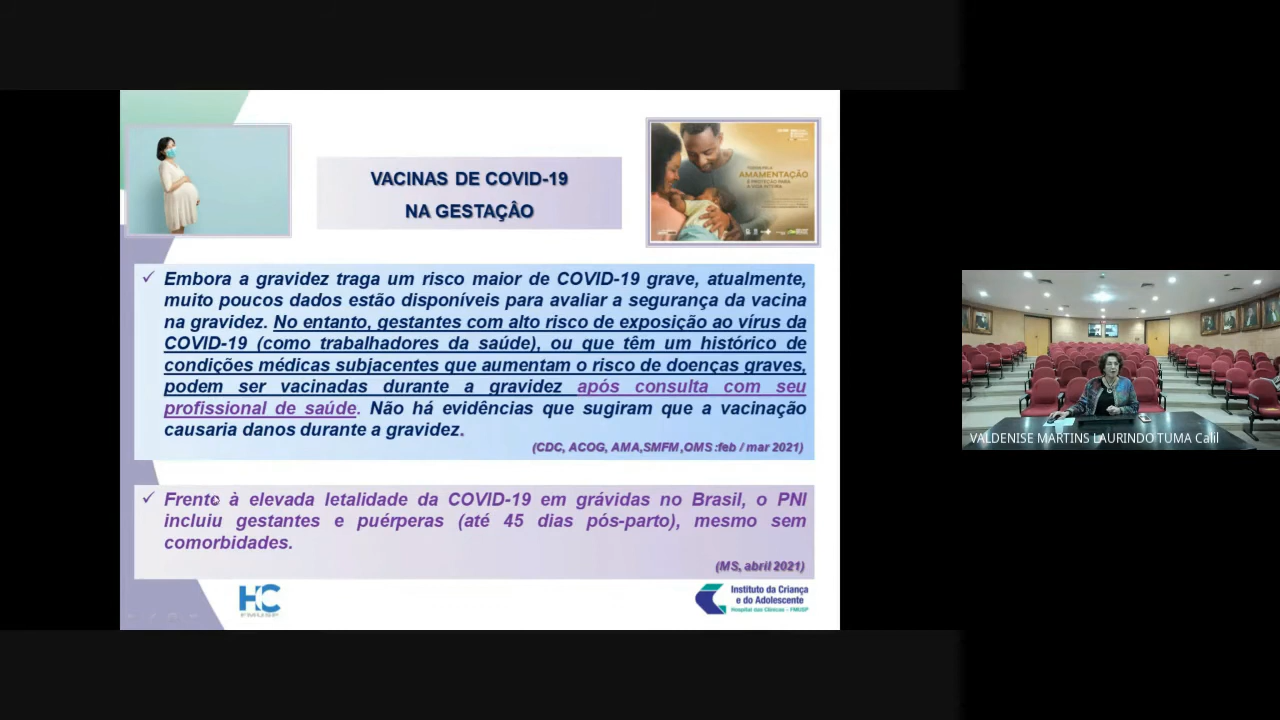 VACINAS DE COVID-19
NA GESTAÇÂO
AMAMENTAÇÃO
Embora a gravidez traga um risco maior de COVID-19 grave, atualmente,
muito poucos dados estão disponíveis para avaliar a segurança da vacina
na gravidez. No entanto, gestantes com alto risco de exposição ao vírus da
COVID-19 (como trabalhadores da saúde), ou que têm um histórico de
condições médicas subjacentes que aumentam o risco de doenças graves,
podem ser vacinadas durante a gravidez após consulta com seu
profissional de saúde. Não há evidências que sugiram que a vacinação
causaria danos durante a gravidez.
(CDC, ACOG, AMA,SMFM,OMS :feb / mar 2021)
Frente à elevada letalidade da COVID-19 em grávidas no Brasil, o PNI
incluiu gestantes e puérperas (até 45 dias pós-parto), mesmo sem
comorbidades.
(MS, abril 2021)
HC
FMUSP
Instituto da Criança
e do Adolescente
Hospital das Clínicas - FMUSP
VALDENISE MARTINS LAURINDO TUMA Calil